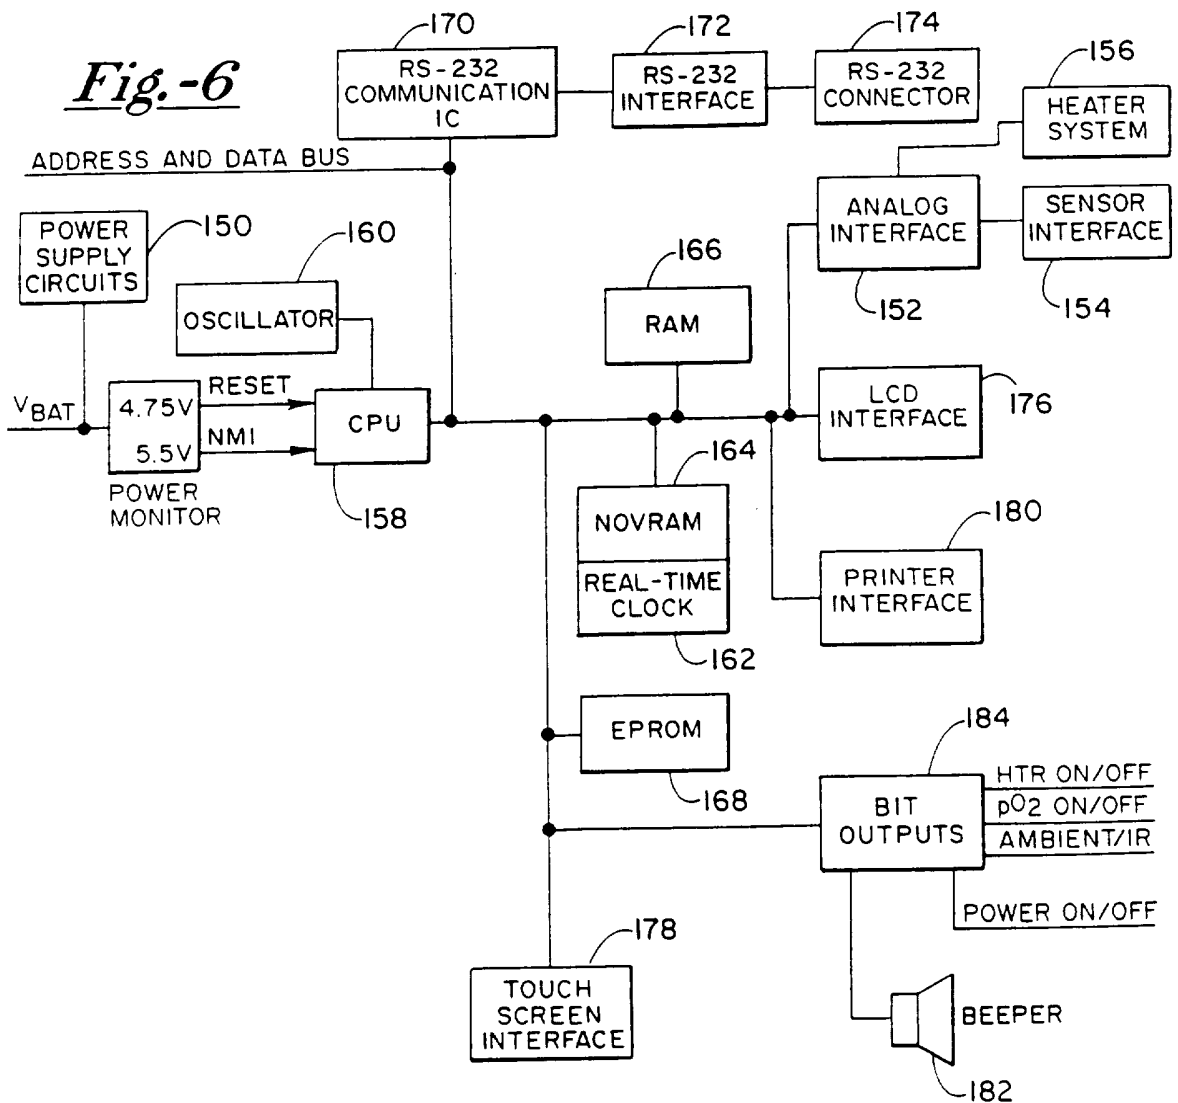 Fig.-6
170
RS-232
COMMUNICATION
IC
172
RS-232
INTERFACE
174
RS-232
CONNECTOR
156
HEATER
SYSTEM
ADDRESS AND DATA BUS
150
POWER
SUPPLY
CIRCUITS
160
OSCILLATOR
166
RAM
ANALOG
INTERFACE
152
SENSOR
INTERFACE
154
VBAT
4.75V
5.5V
POWER
MONITOR
RESET
NMI
CPU
158
LCD
INTERFACE
176
164
NOVRAM
REAL-TIME
CLOCK
162
180
PRINTER
INTERFACE
EPROM
168
184
BIT
OUTPUTS
HTR ON/OFF
pO2 ON/OFF
AMBIENT/IR
POWER ON/OFF
178
TOUCH
SCREEN
INTERFACE
BEEPER
182